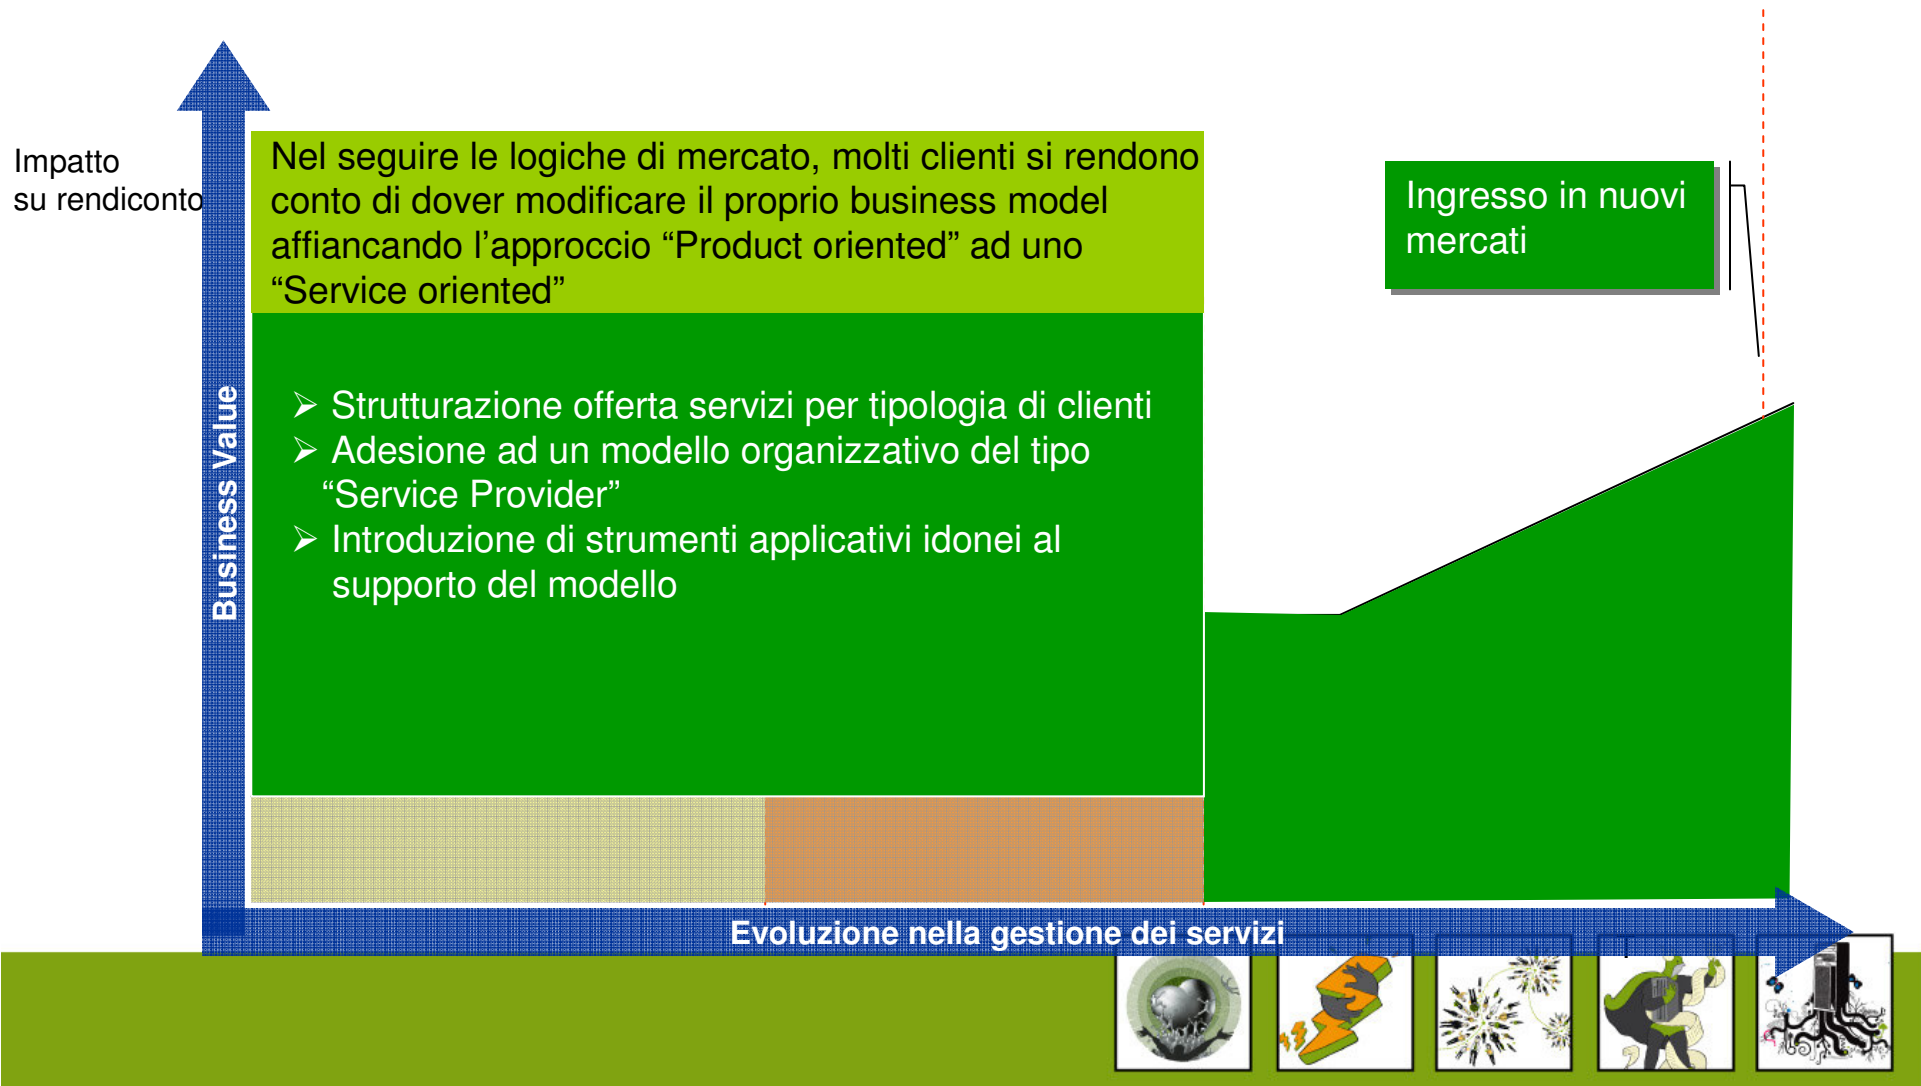 Impatto
su rendiconto
Nel seguire le logiche di mercato, molti clienti si rendono
conto di dover modificare il proprio business model
affiancando l’approccio “Product oriented” ad uno
“Service oriented”
Ingresso in nuovi
mercati
➢ Strutturazione offerta servizi per tipologia di clienti
➢ Adesione ad un modello organizzativo del tipo
“Service Provider”
➢ Introduzione di strumenti applicativi idonei al
supporto del modello
Business Value
Evoluzione nella gestione dei servizi